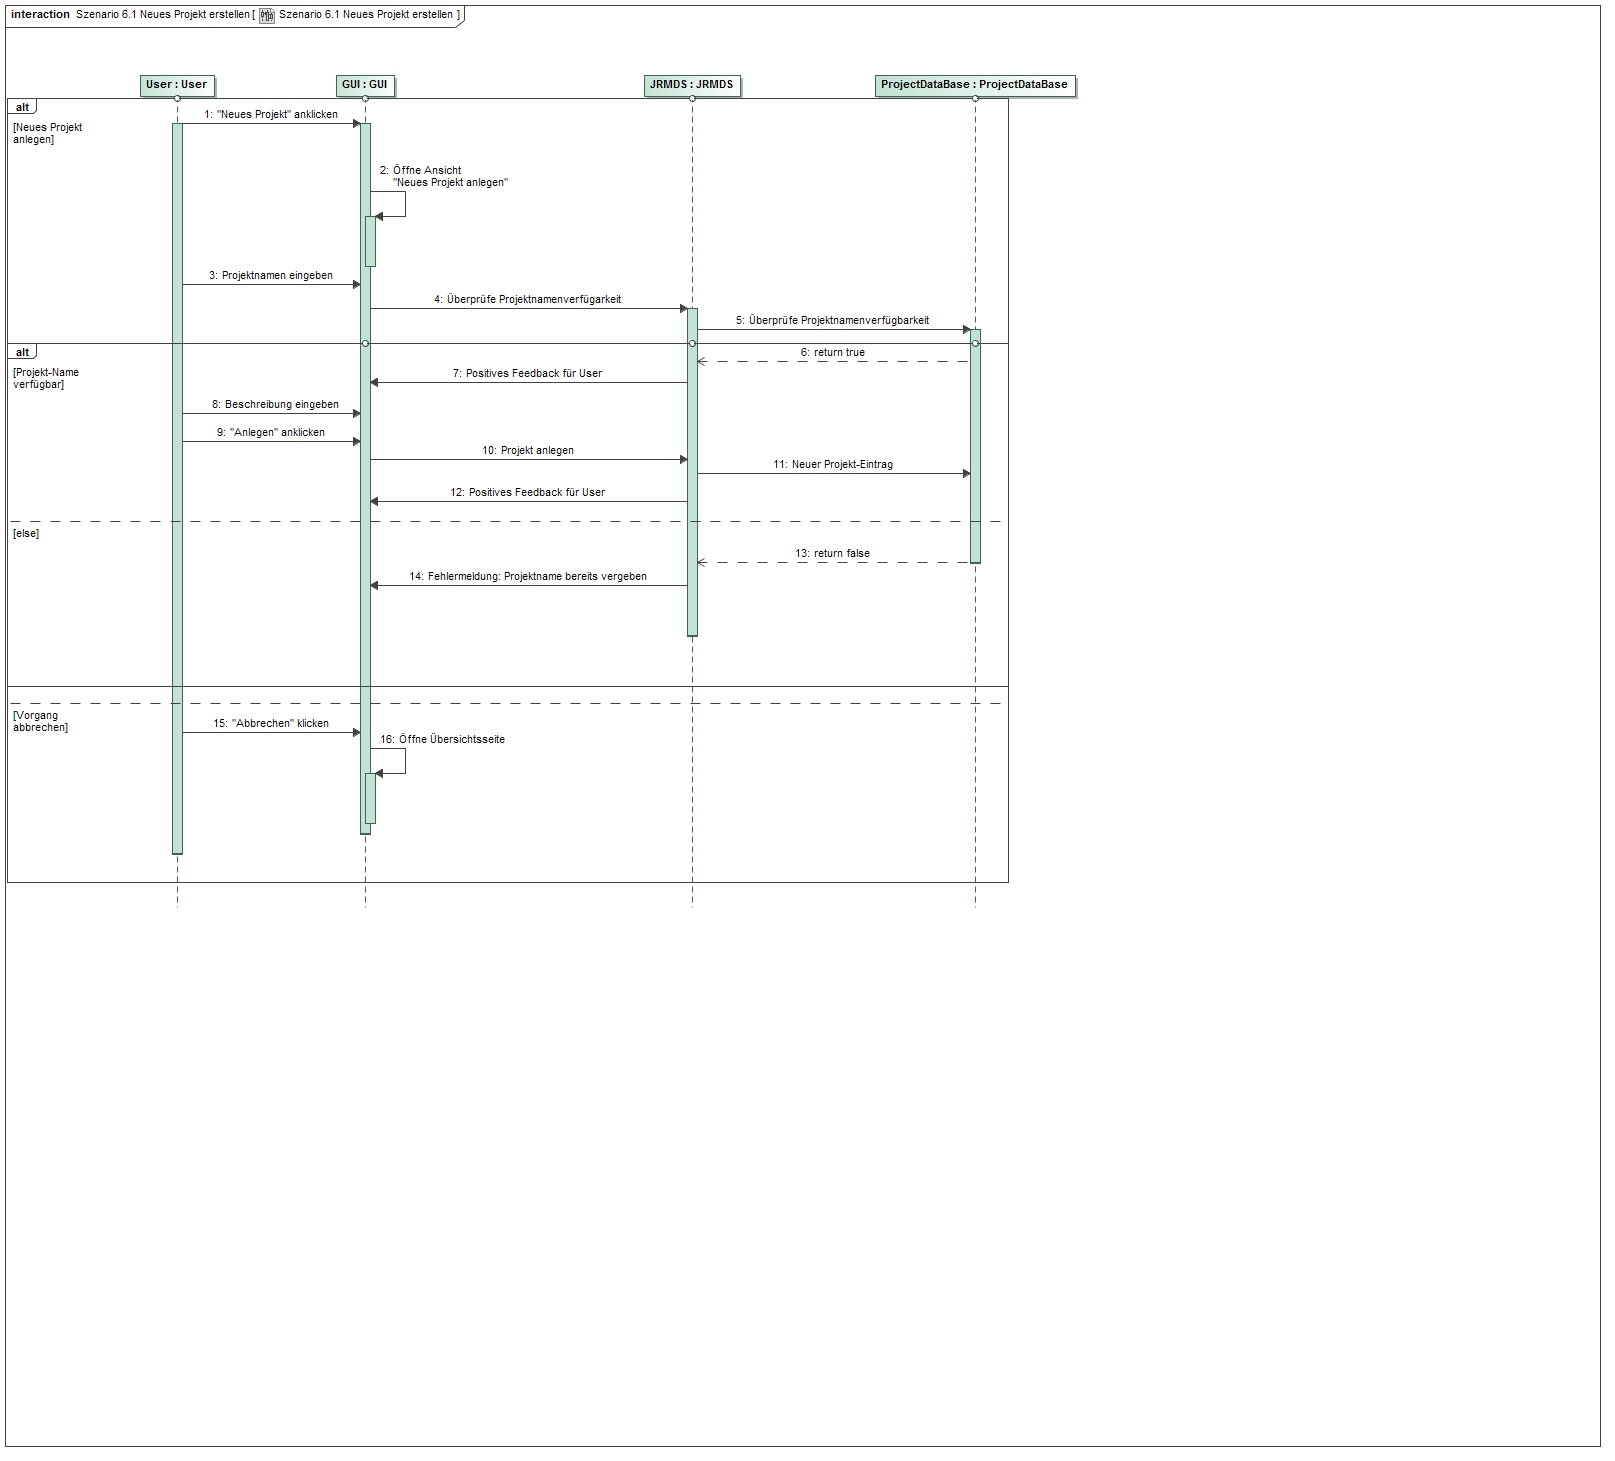 interaction Szenario 6.1 Neues Projekt erstellen [ Szenario 6.1 Neues Projekt erstellen ]
User : User
GUI : GUI
JRMDS : JRMDS
ProjectDataBase : ProjectDataBase
alt
[Neues Projekt
anlegen]
1: "Neues Projekt" anklicken
2: Öffne Ansicht
"Neues Projekt anlegen"
3: Projektnamen eingeben
4: Überprüfe Projektnamenverfügarkeit
5: Überprüfe Projektnamenverfügbarkeit
alt
[Projekt-Name
verfügbar]
6: return true
7: Positives Feedback für User
8: Beschreibung eingeben
9: "Anlegen" anklicken
10: Projekt anlegen
11: Neuer Projekt-Eintrag
12: Positives Feedback für User
[else]
13: return false
14: Fehlermeldung: Projektname bereits vergeben
[Vorgang
abbrechen]
15: "Abbrechen" klicken
16: Öffne Übersichtsseite